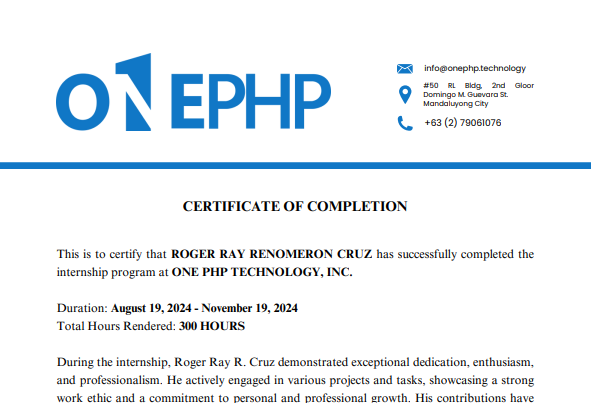 ONEPHP
info@onephp.technology
#50 RL Bldg, 2nd Gloor
Domingo M. Guevara St.
Mandaluyong City
+63 (2) 79061076
CERTIFICATE OF COMPLETION
This is to certify that ROGER RAY RENOMERON CRUZ has successfully completed the
internship program at ONE PHP TECHNOLOGY, INC.
Duration: August 19, 2024 - November 19, 2024
Total Hours Rendered: 300 HOURS
During the internship, Roger Ray R. Cruz demonstrated exceptional dedication, enthusiasm,
and professionalism. He actively engaged in various projects and tasks, showcasing a strong
work ethic and a commitment to personal and professional growth. His contributions have